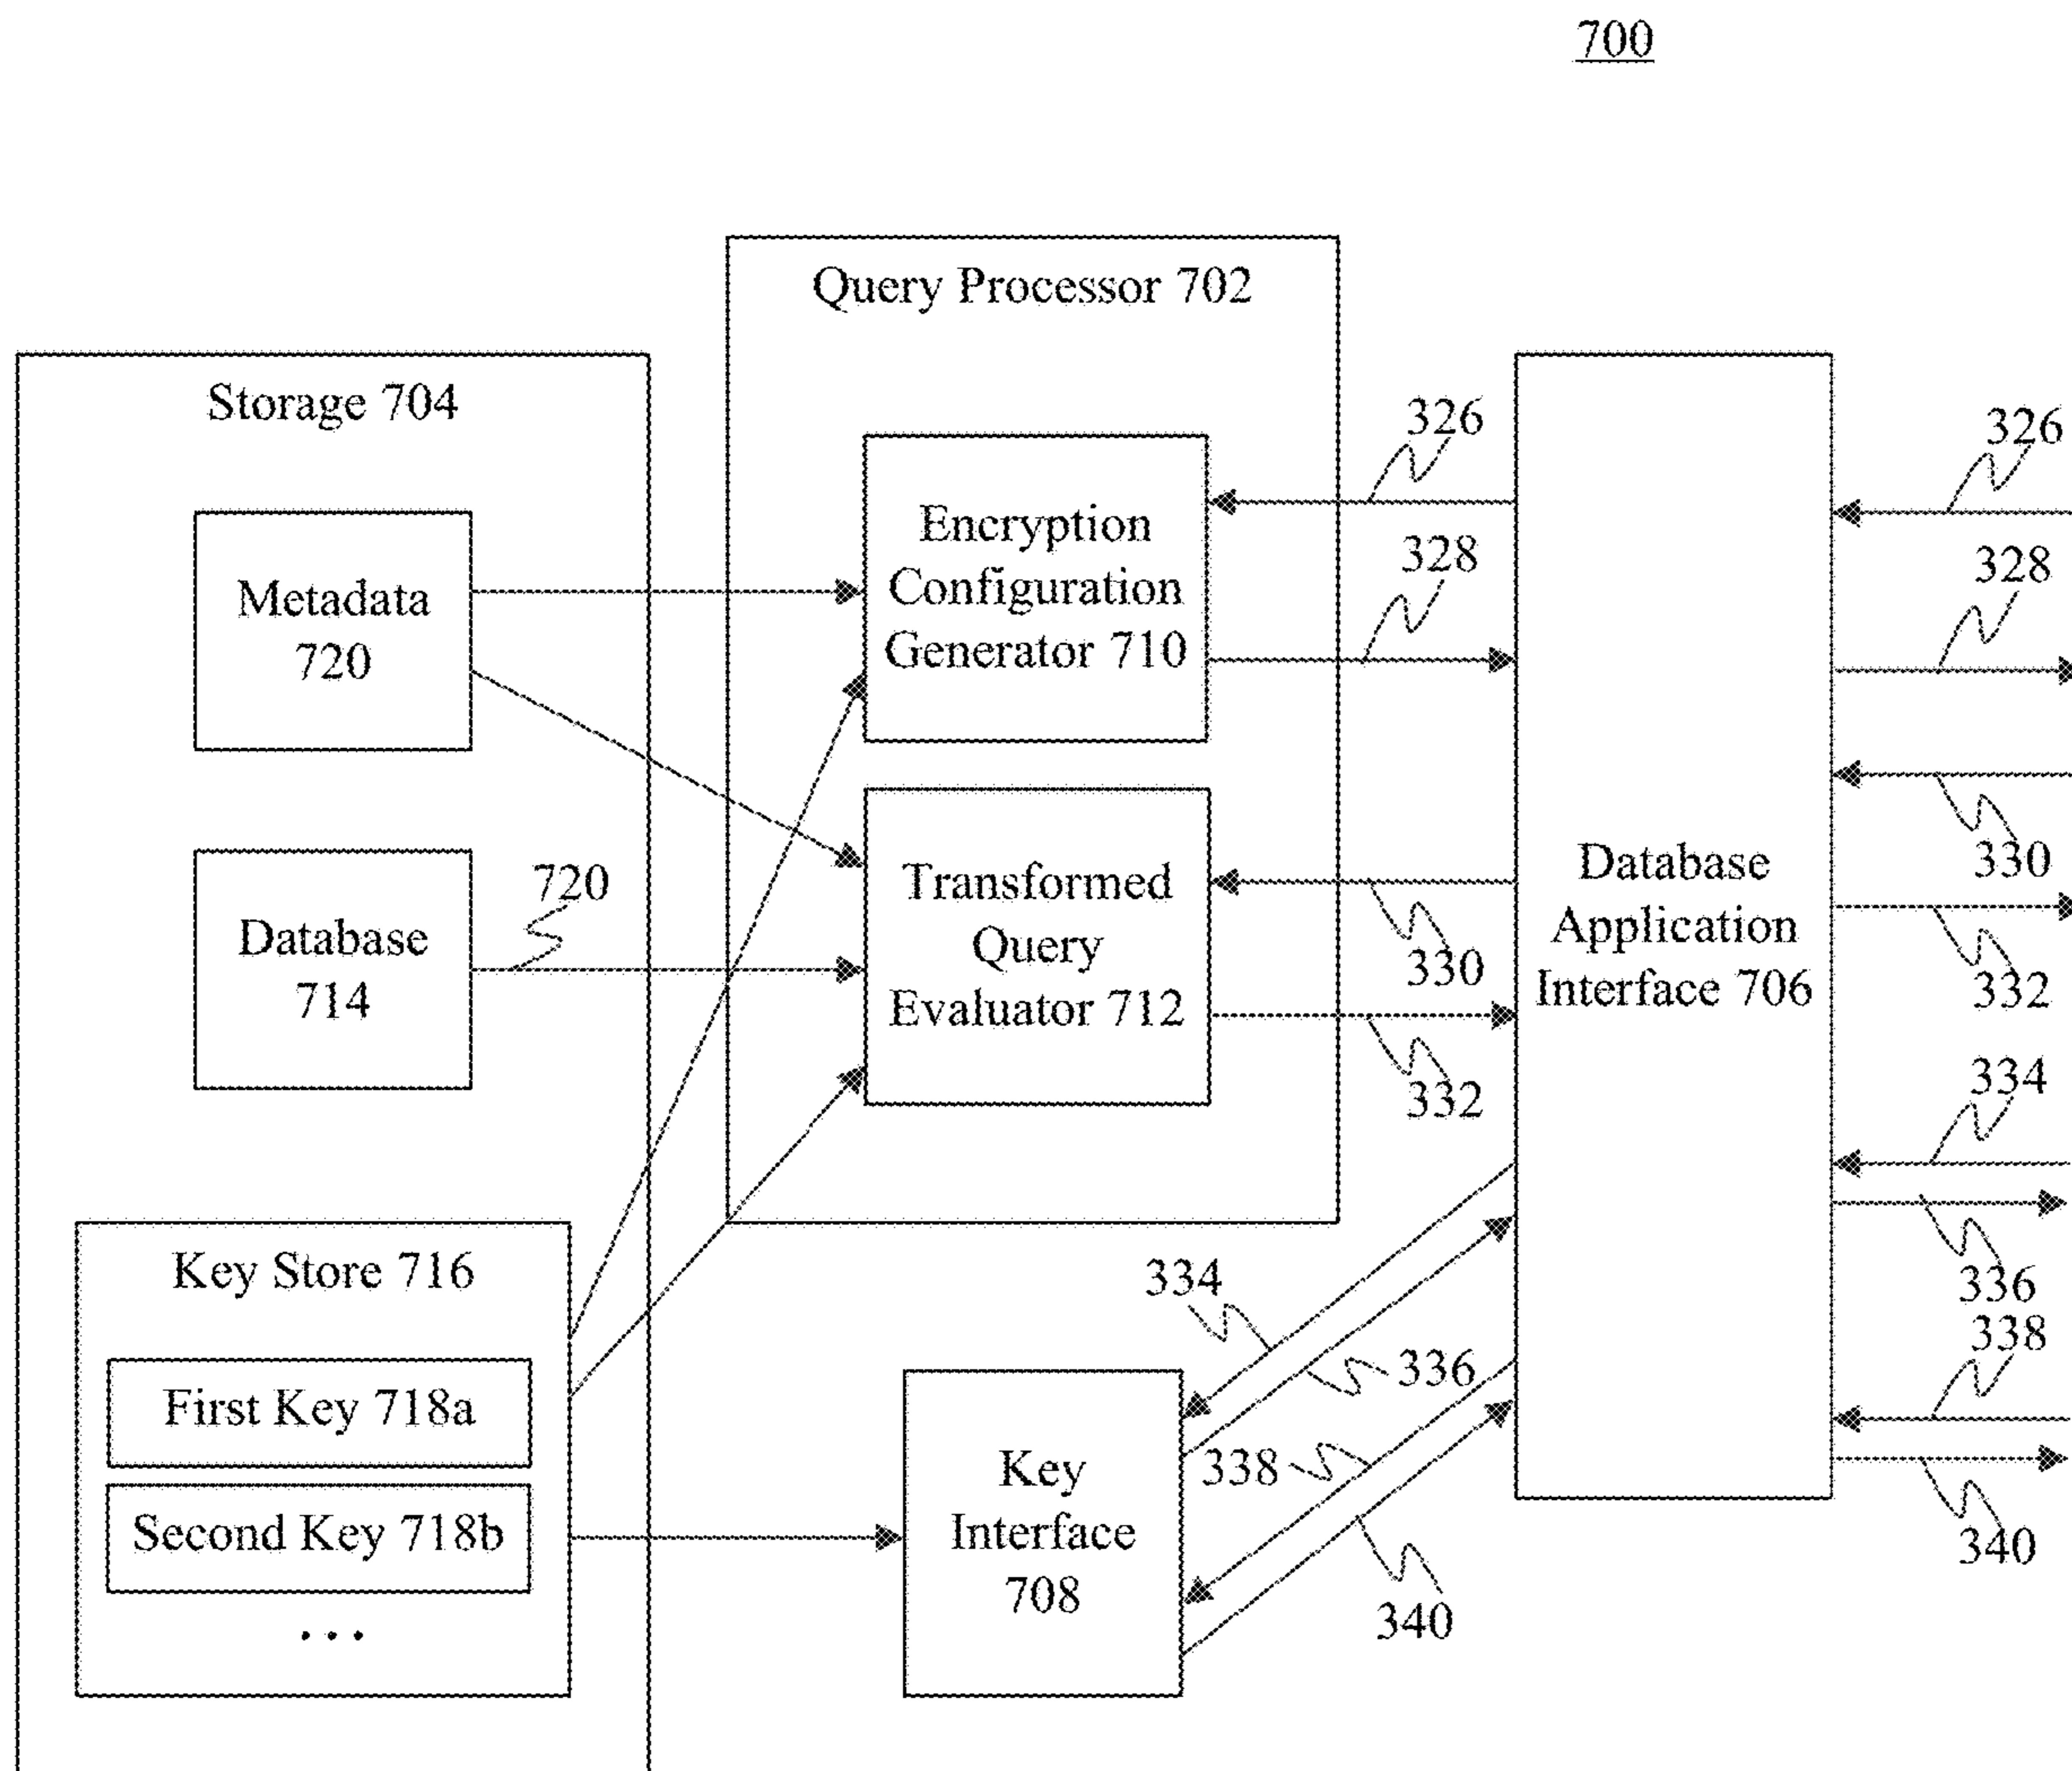 700
Query Processor 702
Storage 704
326
326
Encryption
Configuration
Generator 710
328
328
Metadata
720
330
Database
Application
Interface 706
720
Transformed
Query
Evaluator 712
Database
714
330
332
332
334
Key Store 716
334
336
336
338
First Key 718a
338
Key
Interface
708
Second Key 718b
340
340
...